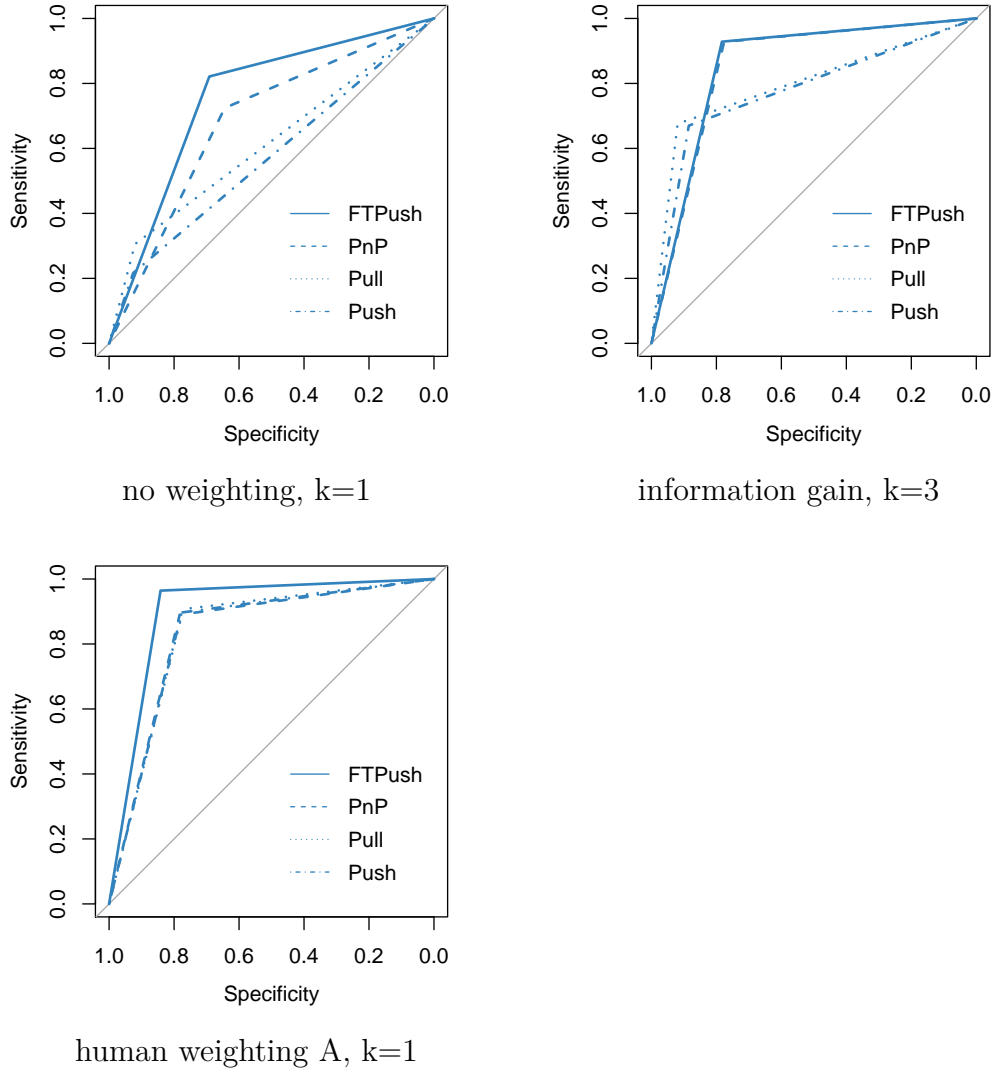 1.0
0.8
0.6
0.4
0.2
0.0
Sensitivity
FTPush
PnP
Pull
Push
1.0 0.8 0.6 0.4 0.2 0.0
Specificity
no weighting, k=1
1.0
0.8
0.6
0.4
0.2
0.0
Sensitivity
FTPush
PnP
Pull
Push
1.0 0.8 0.6 0.4 0.2 0.0
Specificity
information gain, k=3
1.0
0.8
0.6
0.4
0.2
0.0
Sensitivity
FTPush
PnP
Pull
Push
1.0 0.8 0.6 0.4 0.2 0.0
Specificity
human weighting A, k=1